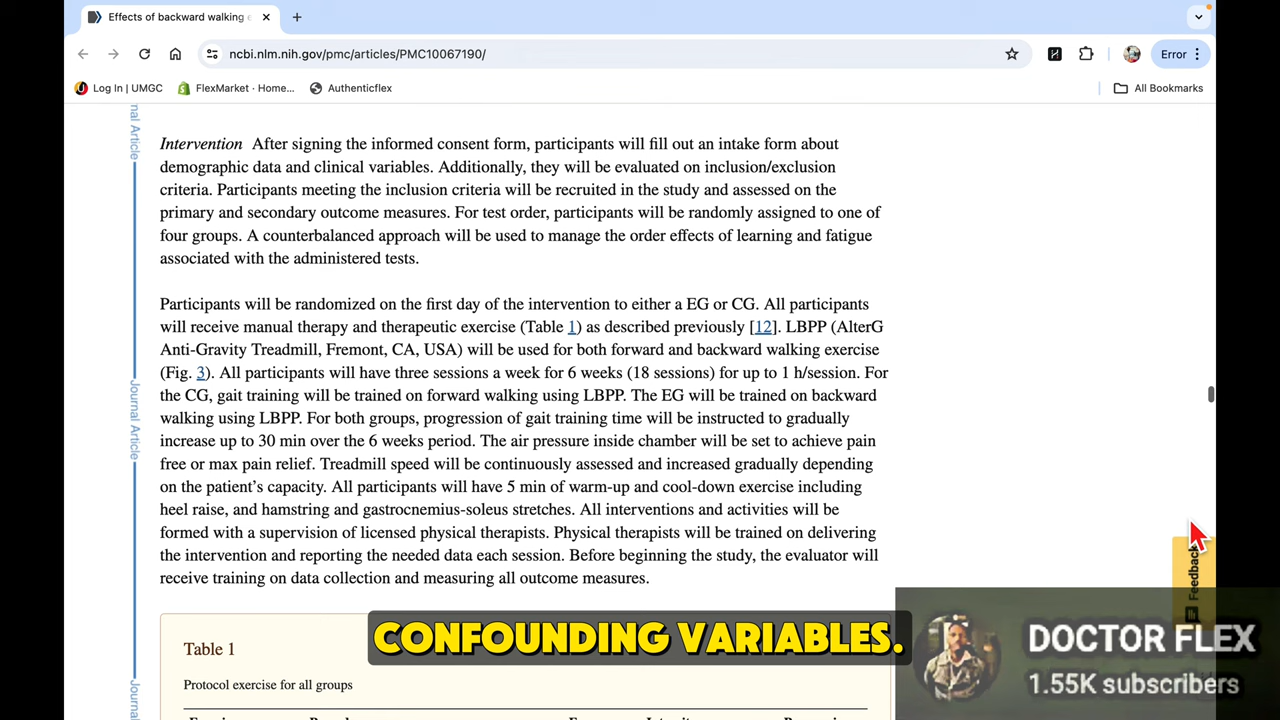 Effects of backward walking
ncbi.nlm.nih.gov/pmc/articles/PMC10067190/
Error
Log In | UMGC
FlexMarket · Home...
Authenticflex
All Bookmarks
Journal Article
Intervention After signing the informed consent form, participants will fill out an intake form about
demographic data and clinical variables. Additionally, they will be evaluated on inclusion/exclusion
criteria. Participants meeting the inclusion criteria will be recruited in the study and assessed on the
primary and secondary outcome measures. For test order, participants will be randomly assigned to one of
four groups. A counterbalanced approach will be used to manage the order effects of learning and fatigue
associated with the administered tests.
Participants will be randomized on the first day of the intervention to either a EG or CG. All participants
will receive manual therapy and therapeutic exercise (Table 1) as described previously [12]. LBPP (AlterG
Anti-Gravity Treadmill, Fremont, CA, USA) will be used for both forward and backward walking exercise
(Fig. 3). All participants will have three sessions a week for 6 weeks (18 sessions) for up to 1 h/session. For
the CG, gait training will be trained on forward walking using LBPP. The EG will be trained on backward
walking using LBPP. For both groups, progression of gait training time will be instructed to gradually
increase up to 30 min over the 6 weeks period. The air pressure inside chamber will be set to achieve pain
free or max pain relief. Treadmill speed will be continuously assessed and increased gradually depending
on the patient's capacity. All participants will have 5 min of warm-up and cool-down exercise including
heel raise, and hamstring and gastrocnemius-soleus stretches. All interventions and activities will be
formed with a supervision of licensed physical therapists. Physical therapists will be trained on delivering
the intervention and reporting the needed data each session. Before beginning the study, the evaluator will
receive training on data collection and measuring all outcome measures.
Feedback
Table 1
CONFOUNDING VARIABLES.
DOCTOR FLEX
1.55K subscribers
Protocol exercise for all groups